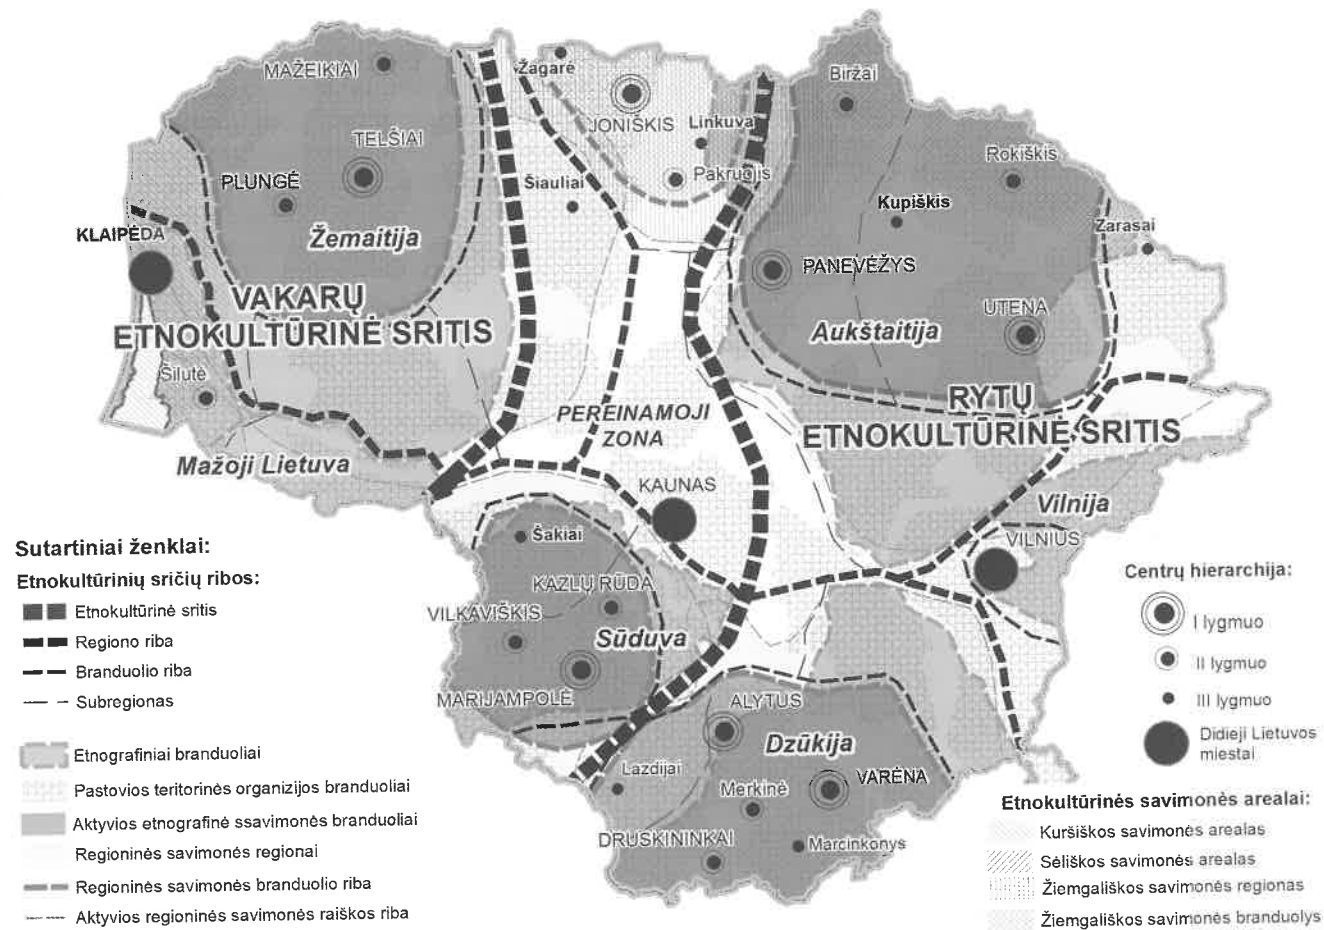 MAŽEIKIAI
Žagarė
JONIŠKIS
Linkuva
Biržai
TELŠIAI
PLUNGĖ
Šiauliai
Pakruojis
Rokiškis
Kupiškis
Zarasai
KLAIPĖDA
Žemaitija
PANEVĖŽYS
UTENA
VAKARŲ
ETNOKULTŪRINĖ SRITIS
Aukštaitija
Šilutė
PEREINAMOJI
ZONA
RYTŲ
ETNOKULTŪRINĖ SRITIS
Mažoji Lietuva
KAUNAS
Vilnija
VILNIUS
Šakiai
KAZLŲ RŪDA
VILKAVIŠKIS
Sūduva
MARIJAMPOLĖ
ALYTUS
Dzūkija
Lazdijai
Merkinė
VARĖNA
DRUSKININKAI
Marcinkonys
Sutartiniai ženklai:
Etnokultūrinių sričių ribos:
Etnokultūrinė sritis
Regiono riba
Branduolio riba
Subregionas
Etnografiniai branduoliai
Pastovios teritorinės organizijos branduoliai
Aktyvios etnografinė ssavimonės branduoliai
Regioninės savimonės regionai
Regioninės savimonės branduolio riba
Aktyvios regioninės savimonės raiškos riba
Centrų hierarchija:
I lygmuo
II lygmuo
III lygmuo
Didieji Lietuvos
miestai
Etnokultūrinės savimonės arealai:
Kuršiškos savimonės arealas
Sėliškos savimonės arealas
Žiemgališkos savimonės regionas
Žiemgališkos savimonės branduolys